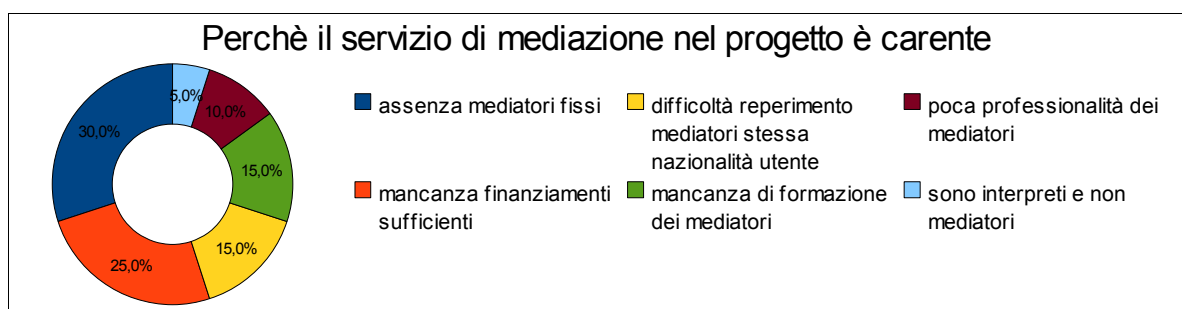 Perchè il servizio di mediazione nel progetto è carente
5,0%
10,0%
30,0%
15,0%
15,0%
25,0%
assenza mediatori fissi
difficoltà reperimento
mediatori stessa
nazionalità utente
poca professionalità dei
mediatori
mancanza finanziamenti
sufficienti
mancanza di formazione
dei mediatori
sono interpreti e non
mediatori